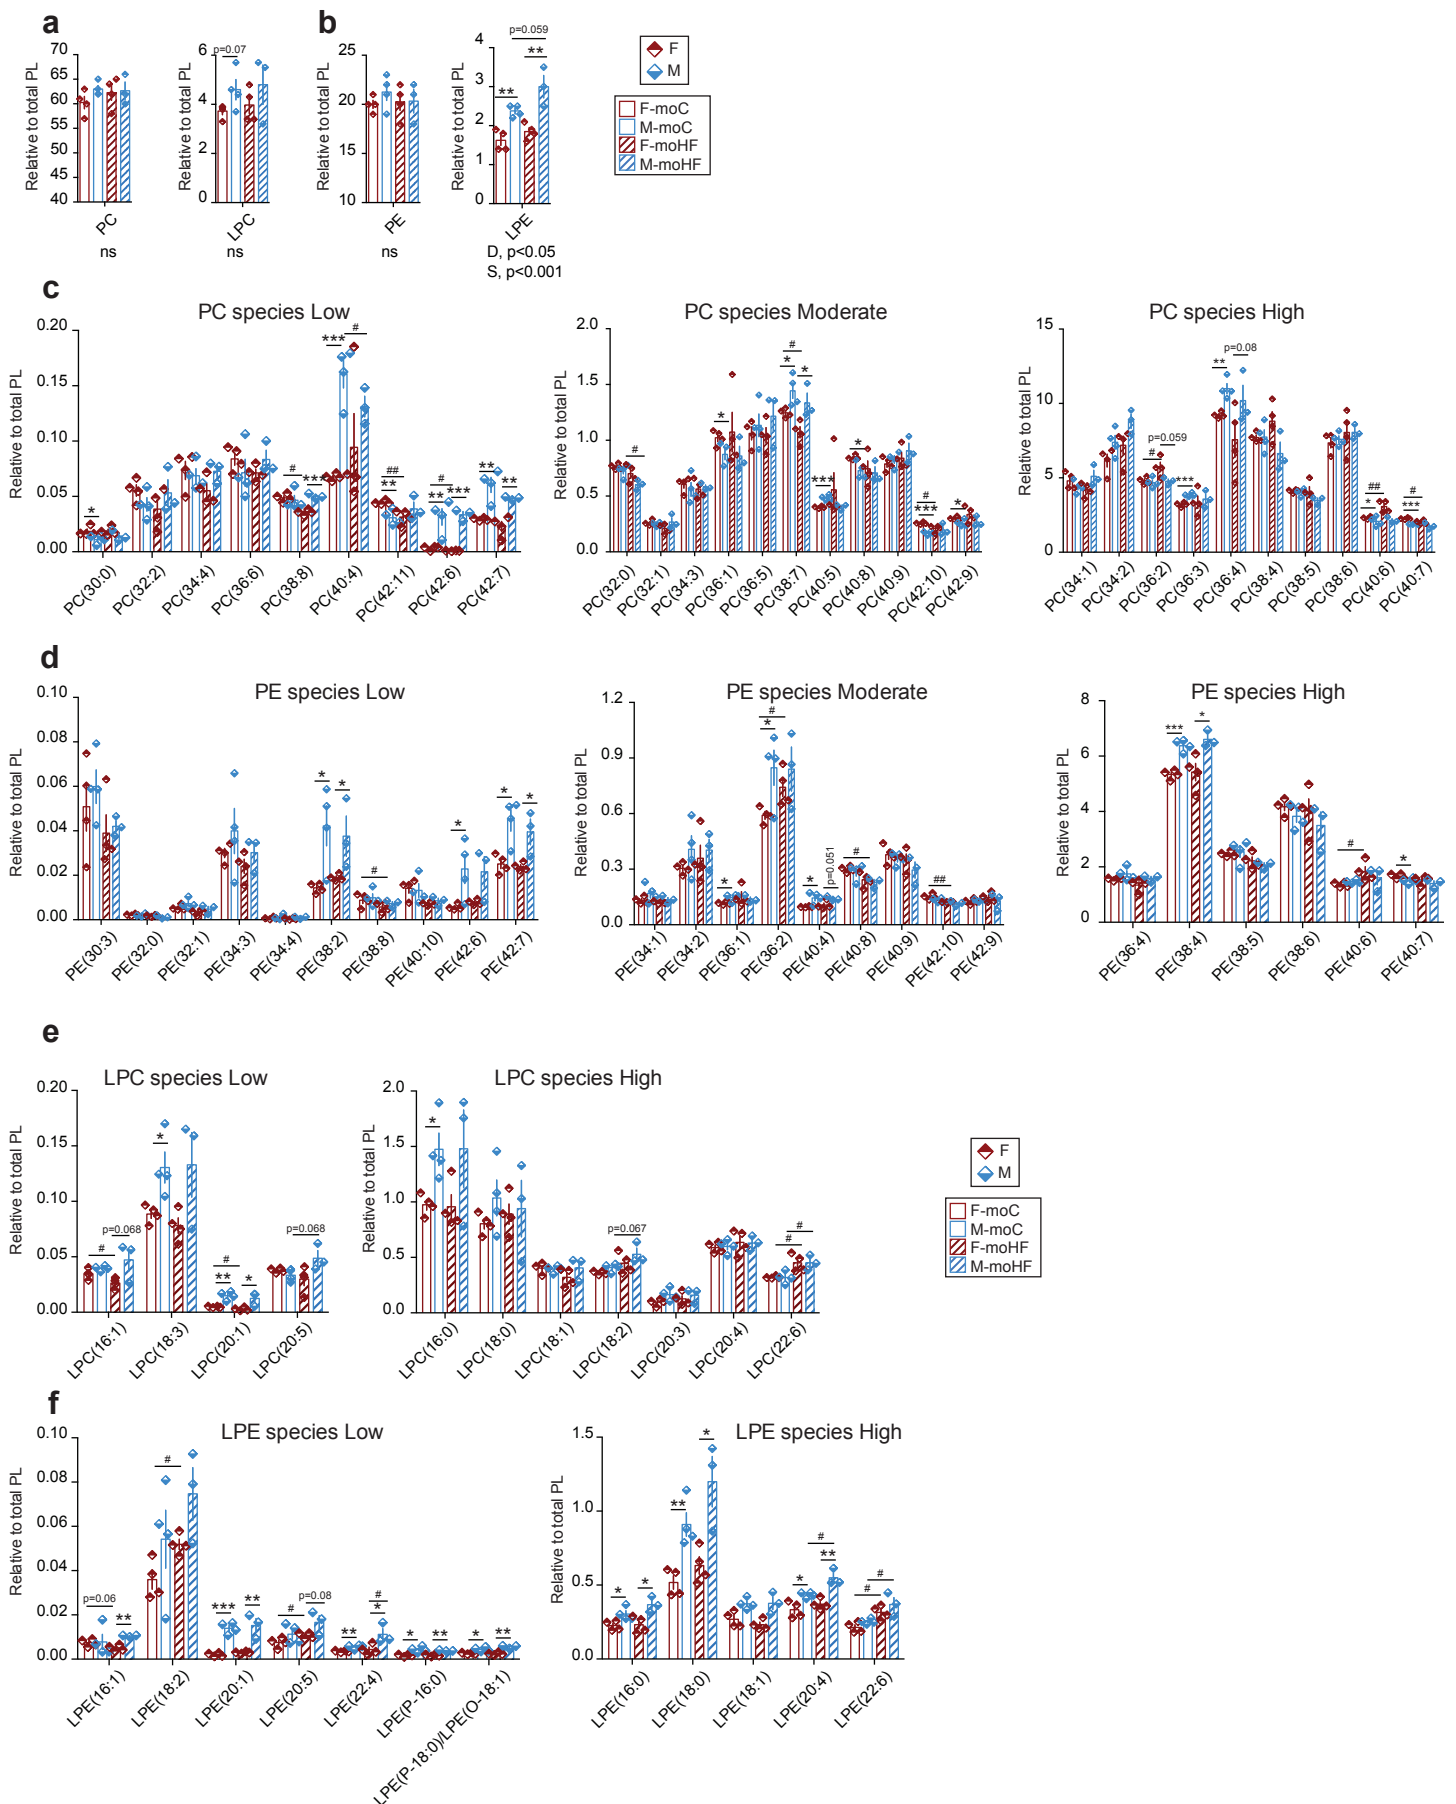 a
b
Relative to total PL
70
65
60
55
50
45
40
PC
ns
Relative to total PL
6
4
2
0
p=0.07
LPC
ns
Relative to total PL
25
20
15
10
PE
ns
Relative to total PL
4
3
2
1
0
p=0.059
**
**
LPE
D, p<0.05
S, p<0.001
F
M
F-moC
M-moC
F-moHF
M-moHF
c
PC species Low
Relative to total PL
0.20
0.15
0.10
0.05
0.00
*
#
***
***
#
##
**
#
**
***
**
**
PC(30:0)
PC(32:2)
PC(34:4)
PC(36:6)
PC(38:8)
PC(40:4)
PC(42:11)
PC(42:6)
PC(42:7)
PC species Moderate
Relative to total PL
2.0
1.5
1.0
0.5
0.0
#
*
#
*
*
***
*
#
***
*
PC(32:0)
PC(32:1)
PC(34:3)
PC(36:1)
PC(36:5)
PC(38:7)
PC(40:5)
PC(40:8)
PC(40:9)
PC(42:10)
PC(42:9)
PC species High
Relative to total PL
15
10
5
0
p=0.059
#
***
**
p=0.08
##
*
#
***
PC(34:1)
PC(34:2)
PC(36:2)
PC(36:3)
PC(36:4)
PC(38:4)
PC(38:5)
PC(38:6)
PC(40:6)
PC(40:7)
d
PE species Low
Relative to total PL
0.10
0.08
0.06
0.04
0.02
0.00
*
*
#
*
*
*
PE(30:3)
PE(32:0)
PE(32:1)
PE(34:3)
PE(34:4)
PE(38:2)
PE(38:8)
PE(40:10)
PE(42:6)
PE(42:7)
PE species Moderate
Relative to total PL
1.2
0.9
0.6
0.3
0.0
*
#
*
*
p=0.051
#
##
PE(34:1)
PE(34:2)
PE(36:1)
PE(36:2)
PE(40:4)
PE(40:8)
PE(40:9)
PE(42:10)
PE(42:9)
PE species High
Relative to total PL
8
6
4
2
0
***
*
#
*
PE(36:4)
PE(38:4)
PE(38:5)
PE(38:6)
PE(40:6)
PE(40:7)
e
LPC species Low
Relative to total PL
0.20
0.15
0.10
0.05
0.00
p=0.068
#
*
#
**
*
p=0.068
LPC(16:1)
LPC(18:3)
LPC(20:1)
LPC(20:5)
LPC species High
Relative to total PL
2.0
1.5
1.0
0.5
0.0
*
p=0.067
#
#
LPC(16:0)
LPC(18:0)
LPC(18:1)
LPC(18:2)
LPC(20:3)
LPC(20:4)
LPC(22:6)
F
M
F-moC
M-moC
F-moHF
M-moHF
f
LPE species Low
Relative to total PL
0.10
0.08
0.06
0.04
0.02
0.00
p=0.06
**
#
***
**
#
p=0.08
**
#
*
*
**
*
**
LPE(16:1)
LPE(18:2)
LPE(20:1)
LPE(20:5)
LPE(22:4)
LPE(P-16:0)
LPE(P-18:0)/LPE(O-18:1)
LPE species High
Relative to total PL
1.5
1.0
0.5
0.0
*
*
**
*
#
*
**
#
#
LPE(16:0)
LPE(18:0)
LPE(18:1)
LPE(20:4)
LPE(22:6)